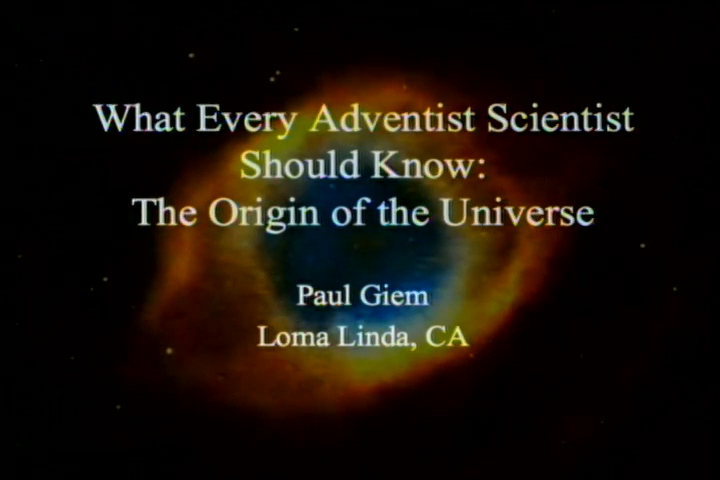 What Every Adventist Scientist
Should Know:
The Origin of the Universe
Paul Giem
Loma Linda, CA